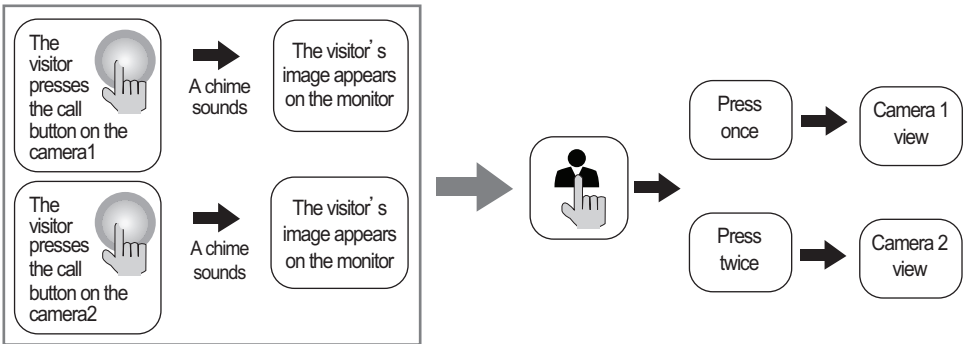 The
visitor
presses
the call
button on the
camera1
A chime
sounds
The visitor’s
image appears
on the monitor
The
visitor
presses
the call
button on the
camera2
A chime
sounds
The visitor’s
image appears
on the monitor
Press
once
Camera 1
view
Press
twice
Camera 2
view